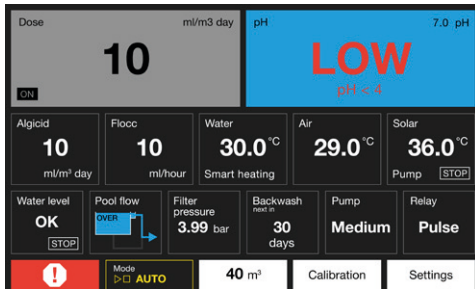 Dose ml/m3 day
10
ON
pH 7.0 pH
LOW
pH < 4
Algicid
10
ml/m³ day
Flocc
10
ml/hour
Water
30.0 °C
Smart heating
Air
29.0 °C
Solar
36.0 °C
Pump STOP
Water level
OK
STOP
Pool flow
OVER
Filter
pressure
3.99 bar
Backwash
next in
30
days
Pump
Medium
Relay
Pulse
!
Mode
AUTO
40 m³
Calibration
Settings